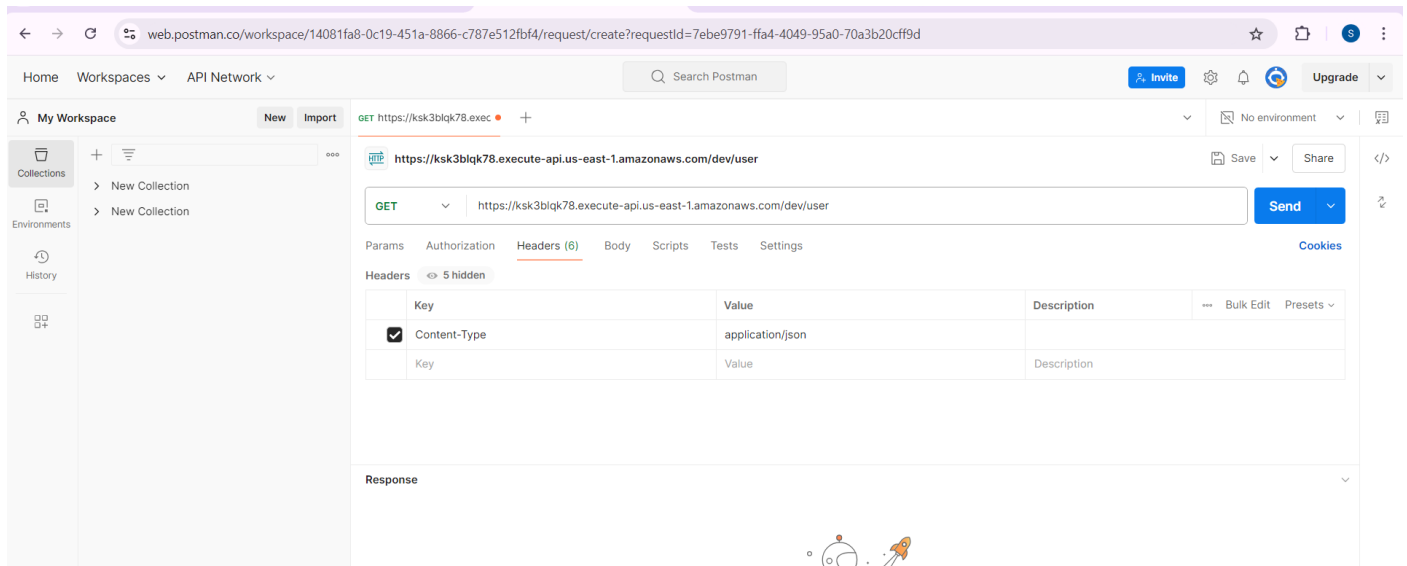 web.postman.co/workspace/14081fa8-0c19-451a-8866-c787e512fbf4/request/create?requestId=7ebe9791-ffa4-4049-95a0-70a3b20cff9d
S
Home Workspaces API Network Search Postman Invite Upgrade
My Workspace New Import GET https://ksk3blqk78.exec No environment
Collections
HTTP https://ksk3blqk78.execute-api.us-east-1.amazonaws.com/dev/user Save Share
New Collection
New Collection
GET https://ksk3blqk78.execute-api.us-east-1.amazonaws.com/dev/user Send
Environments
Params Authorization Headers (6) Body Scripts Tests Settings Cookies
History
Headers 5 hidden
Key Value Description Bulk Edit Presets
Content-Type application/json
Key Value Description
Response